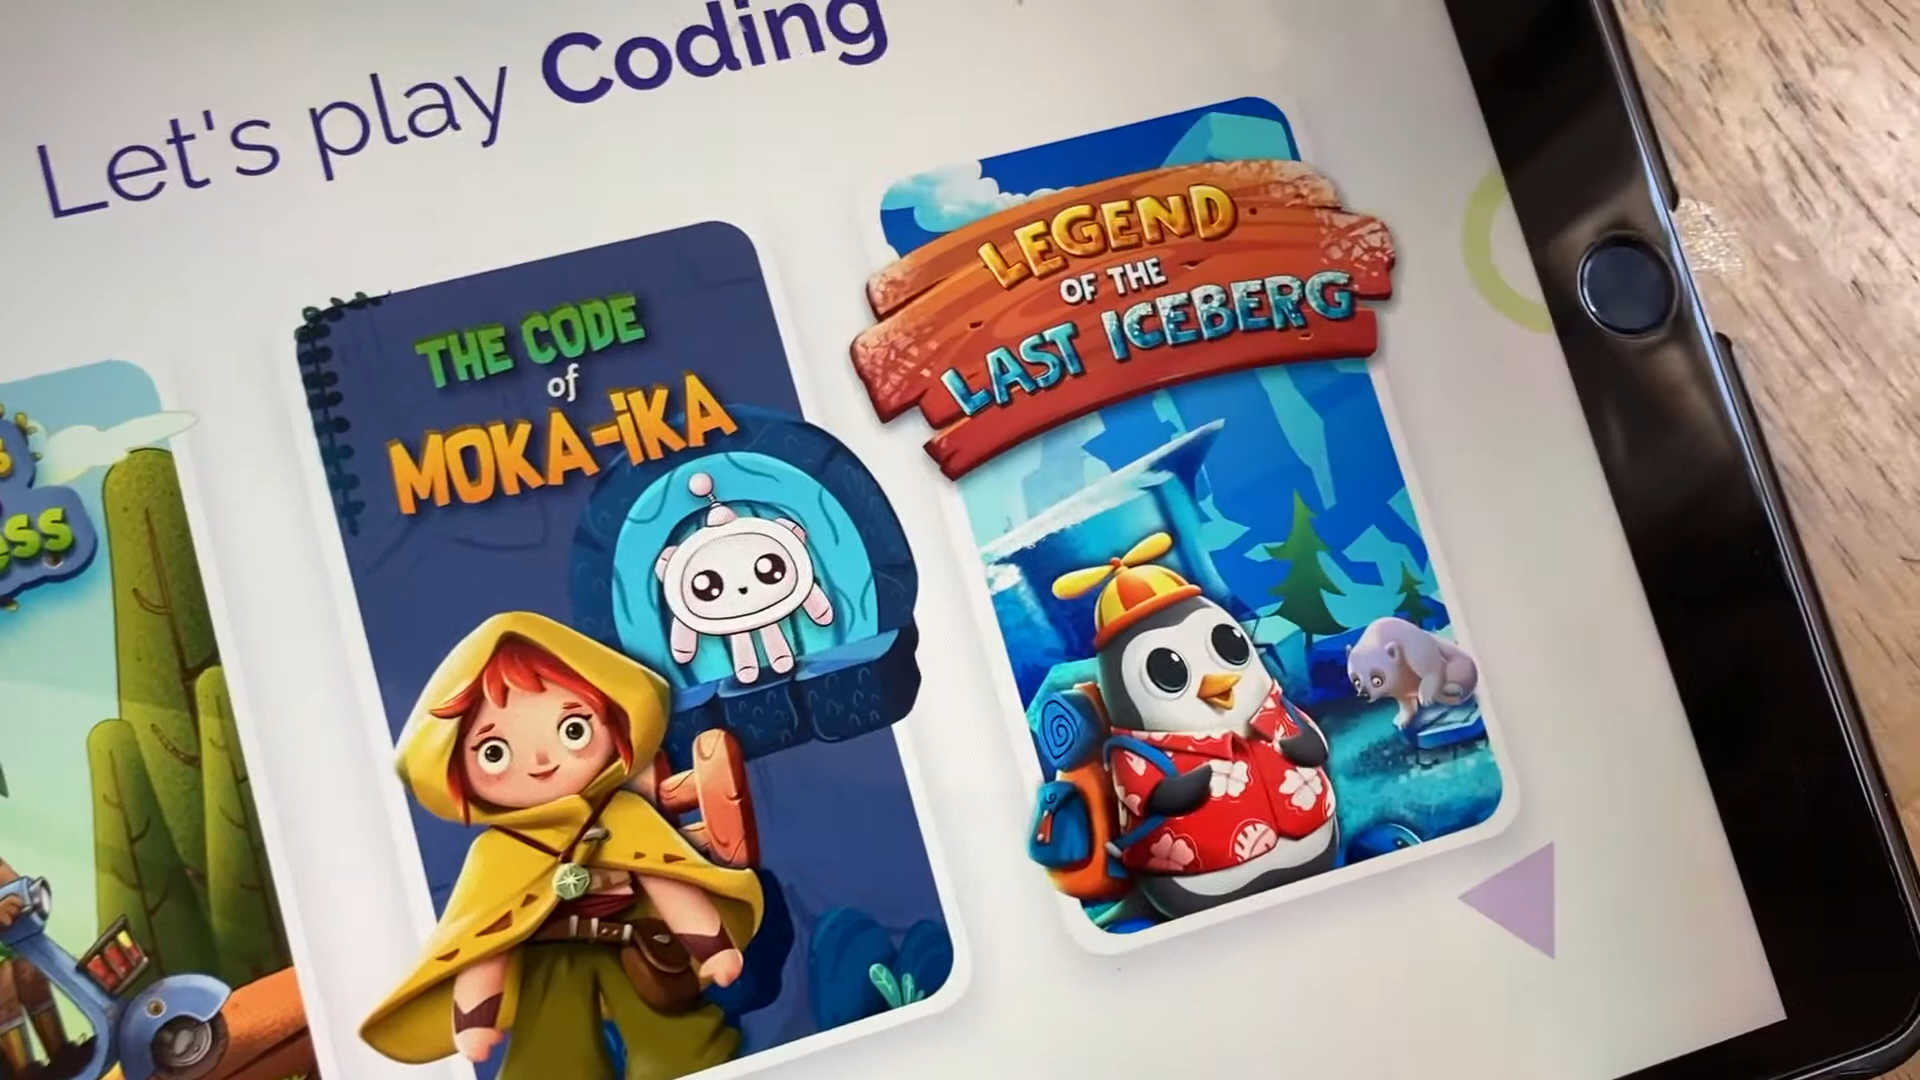 Let's play Coding
THE CODE
of
MOKA-iKA
LEGEND
OF THE
LAST ICEBERG